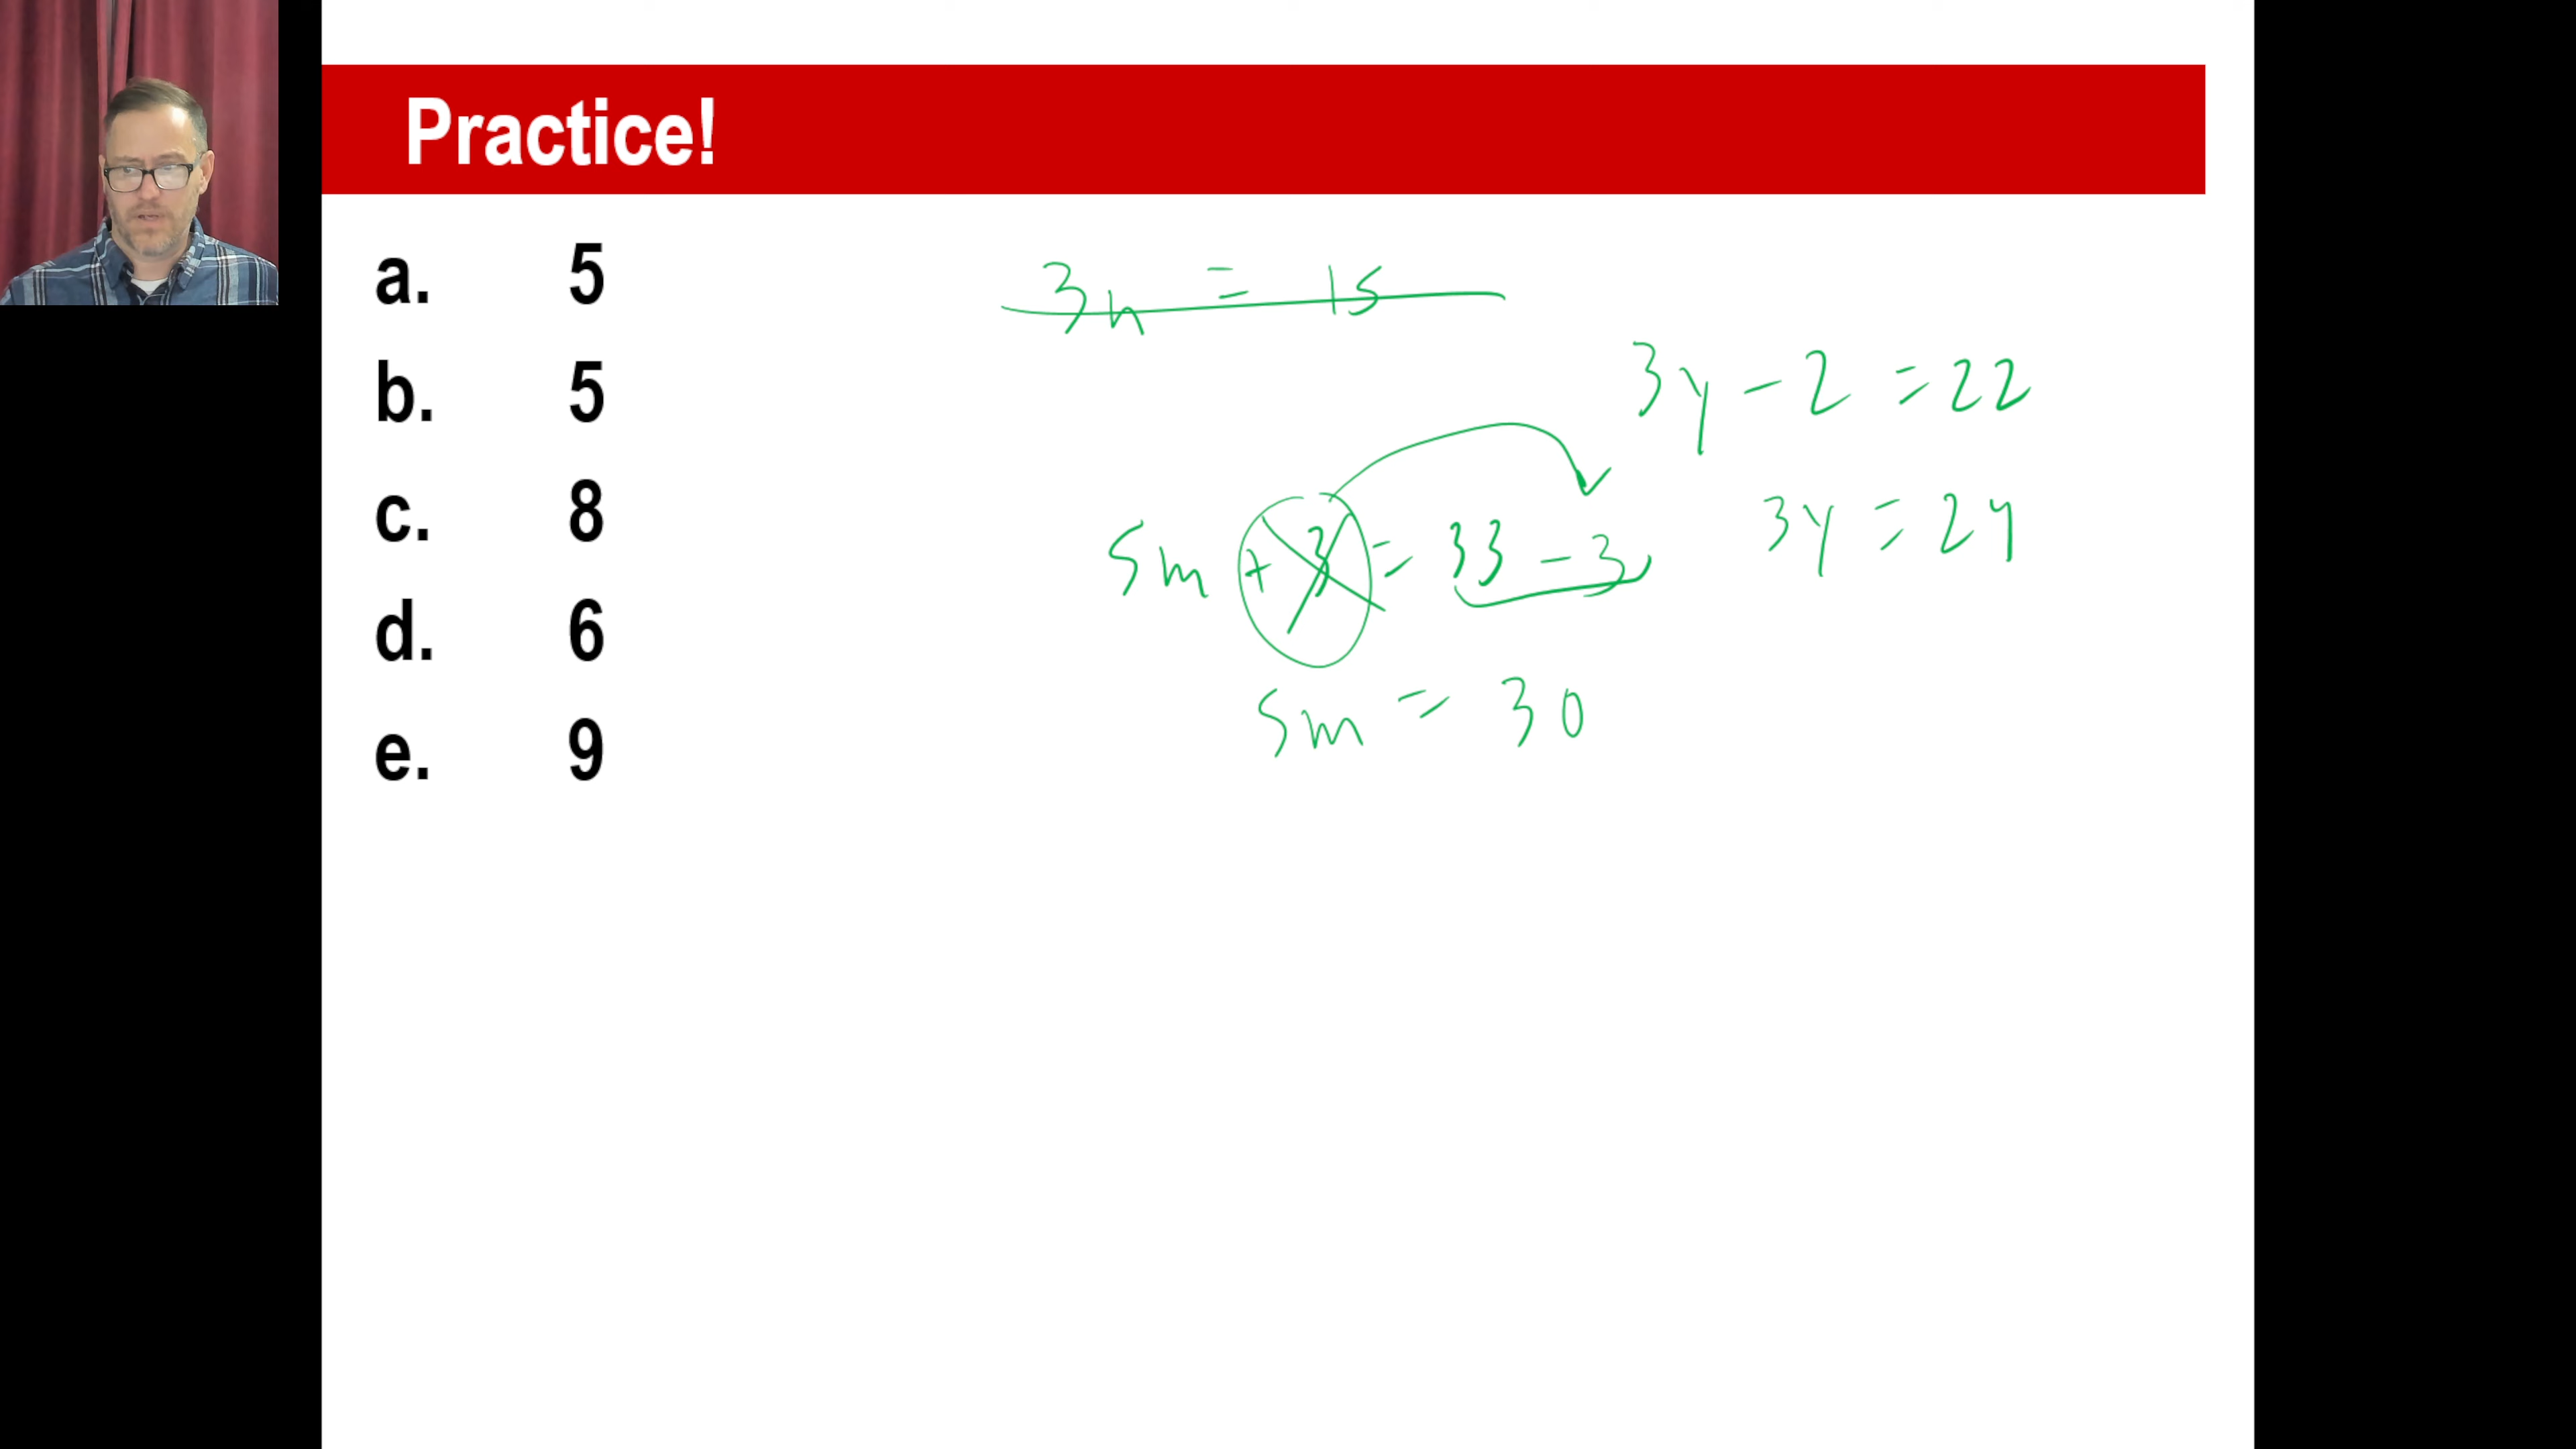 Practice!
a. 5
b. 5
c. 8
d. 6
e. 9
3n = 15
3y - 2 = 22
5m + 3 = 33 - 3
3y = 24
5m = 30